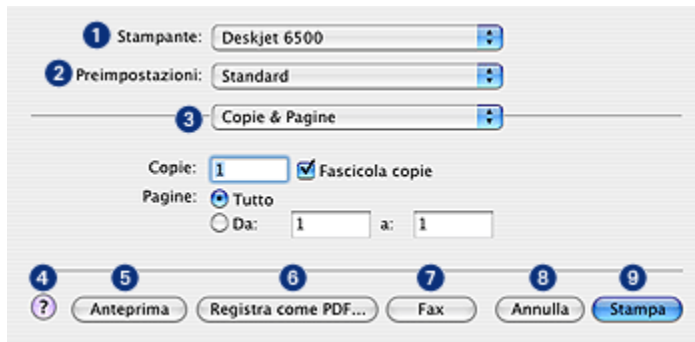 1 Stampante: Deskjet 6500
2 Preimpostazioni: Standard
3 Copie & Pagine
Copie: 1 Fascicola copie
Pagine: Tutto
Da: 1 a: 1
4 5 6 7 8 9
? Anteprima Registra come PDF... Fax Annulla Stampa